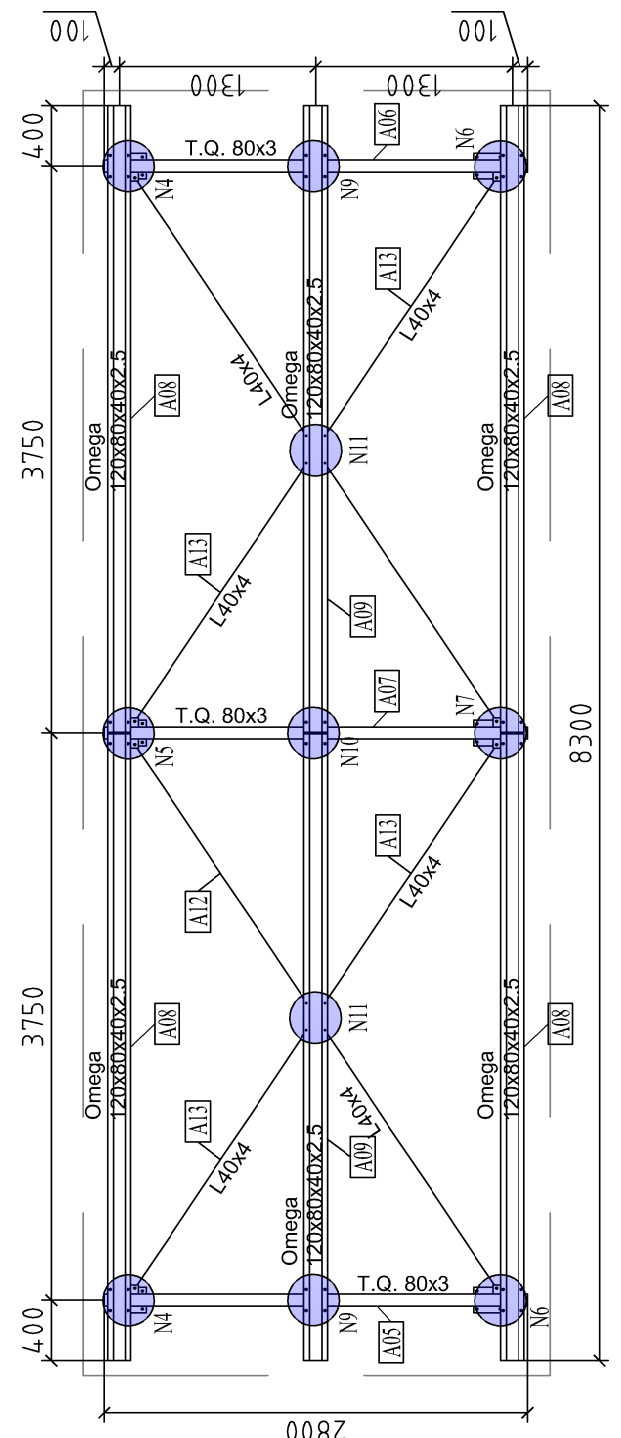 100
100
1300
1300
400
T.Q. 80x3
A06
N4
N9
N6
A13
L40x4
L40x4
Omega
120x80x40x2.5
3750
Omega
120x80x40x2.5
A08
Omega
120x80x40x2.5
A08
N11
A13
L40x4
A09
A07
T.Q. 80x3
N5
N10
N7
8300
A12
A13
L40x4
3750
Omega
120x80x40x2.5
A08
Omega
120x80x40x2.5
A08
N11
A13
L40x4
L40x4
Omega
120x80x40x2.5
A09
T.Q. 80x3
400
N4
N9
A05
N6
2800